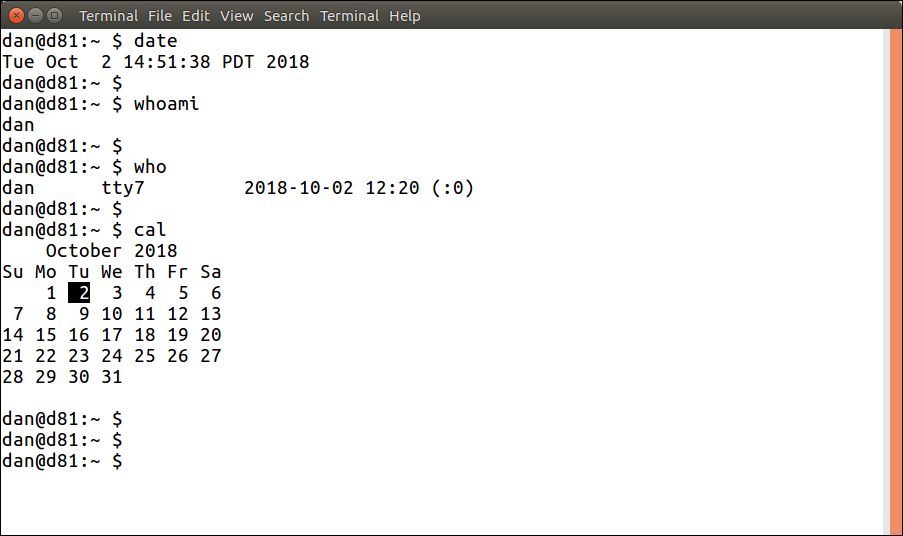 Terminal File Edit View Search Terminal Help
dan@d81:~ $ date
Tue Oct  2 14:51:38 PDT 2018
dan@d81:~ $
dan@d81:~ $ whoami
dan
dan@d81:~ $
dan@d81:~ $ who
dan      tty7         2018-10-02 12:20 (:0)
dan@d81:~ $
dan@d81:~ $ cal
    October 2018
Su Mo Tu We Th Fr Sa
    1  2  3  4  5  6
 7  8  9 10 11 12 13
14 15 16 17 18 19 20
21 22 23 24 25 26 27
28 29 30 31

dan@d81:~ $
dan@d81:~ $
dan@d81:~ $